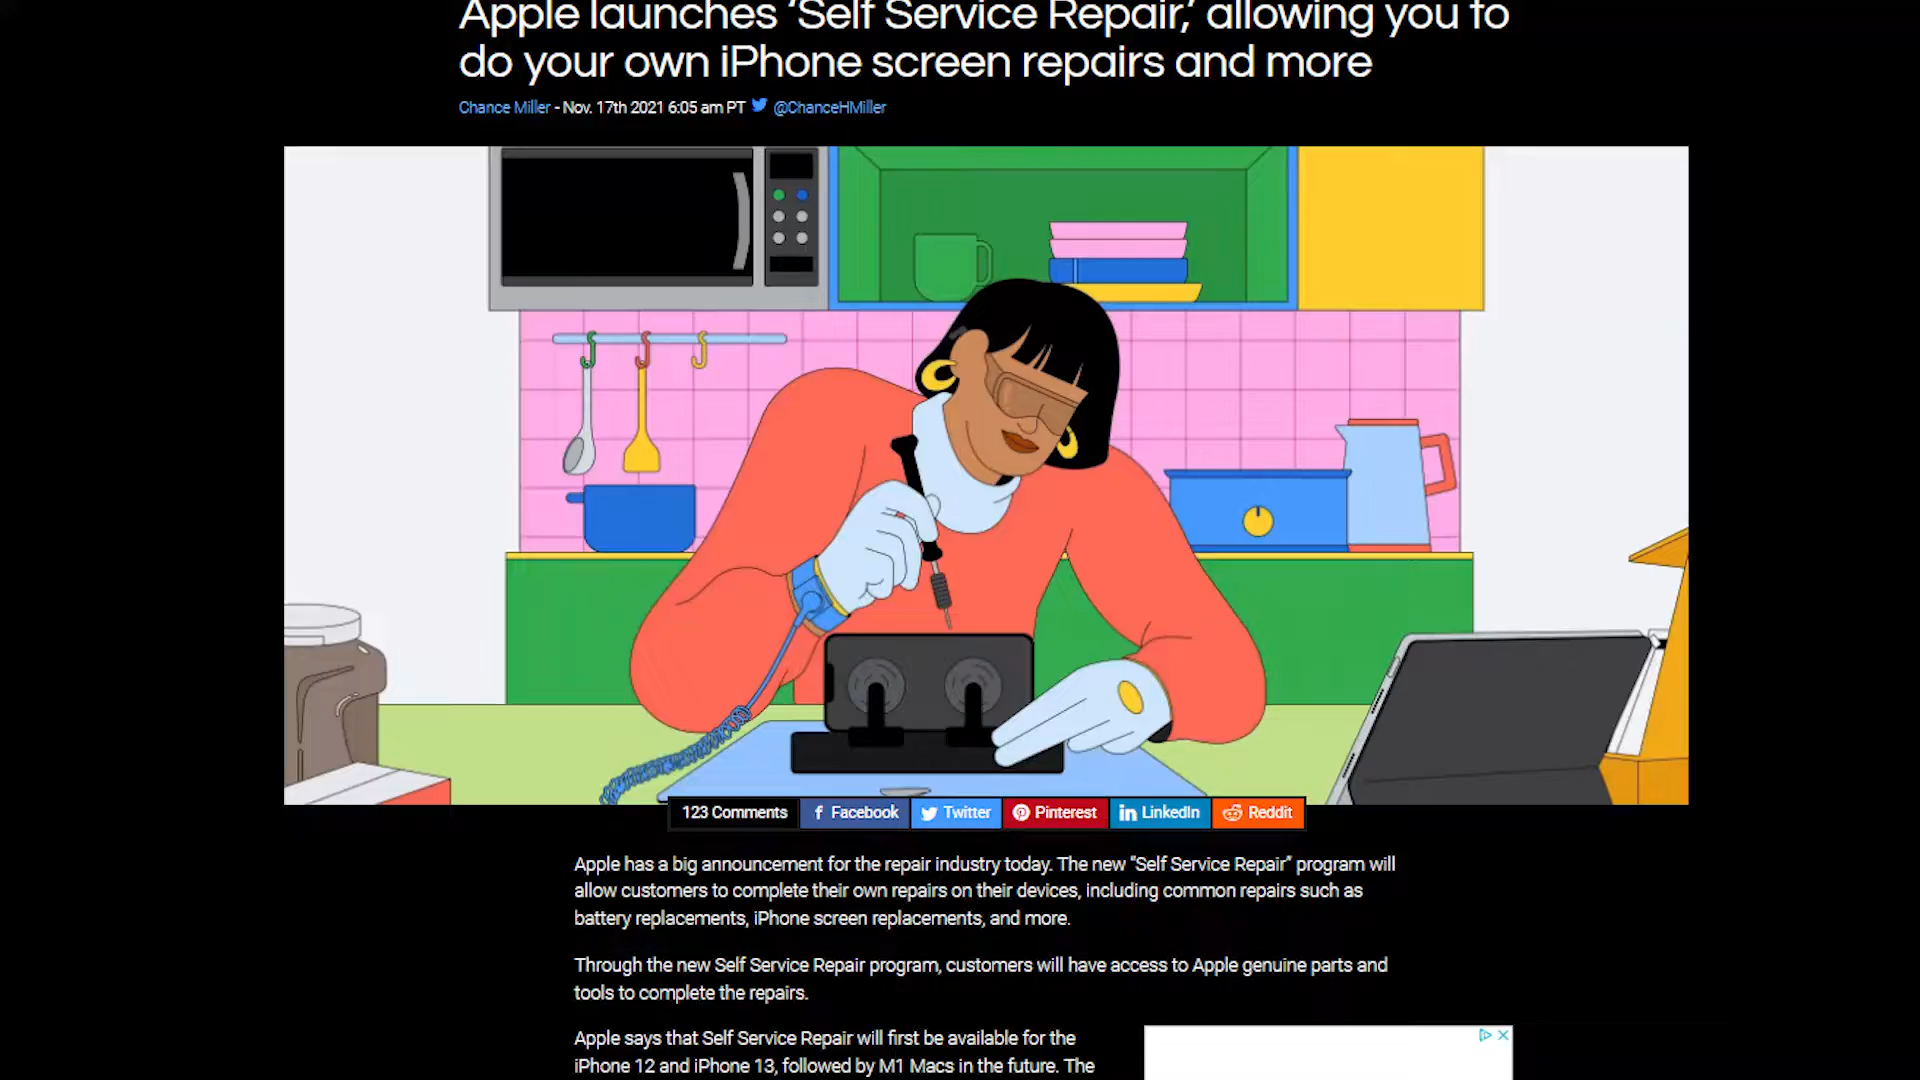 Apple launches ‘Self Service Repair,’ allowing you to
do your own iPhone screen repairs and more
Chance Miller - Nov. 17th 2021 6:05 am PT @ChanceHMiller
123 Comments Facebook Twitter Pinterest LinkedIn Reddit
Apple has a big announcement for the repair industry today. The new “Self Service Repair” program will
allow customers to complete their own repairs on their devices, including common repairs such as
battery replacements, iPhone screen replacements, and more.
Through the new Self Service Repair program, customers will have access to Apple genuine parts and
tools to complete the repairs.
Apple says that Self Service Repair will first be available for the
iPhone 12 and iPhone 13, followed by M1 Macs in the future. The